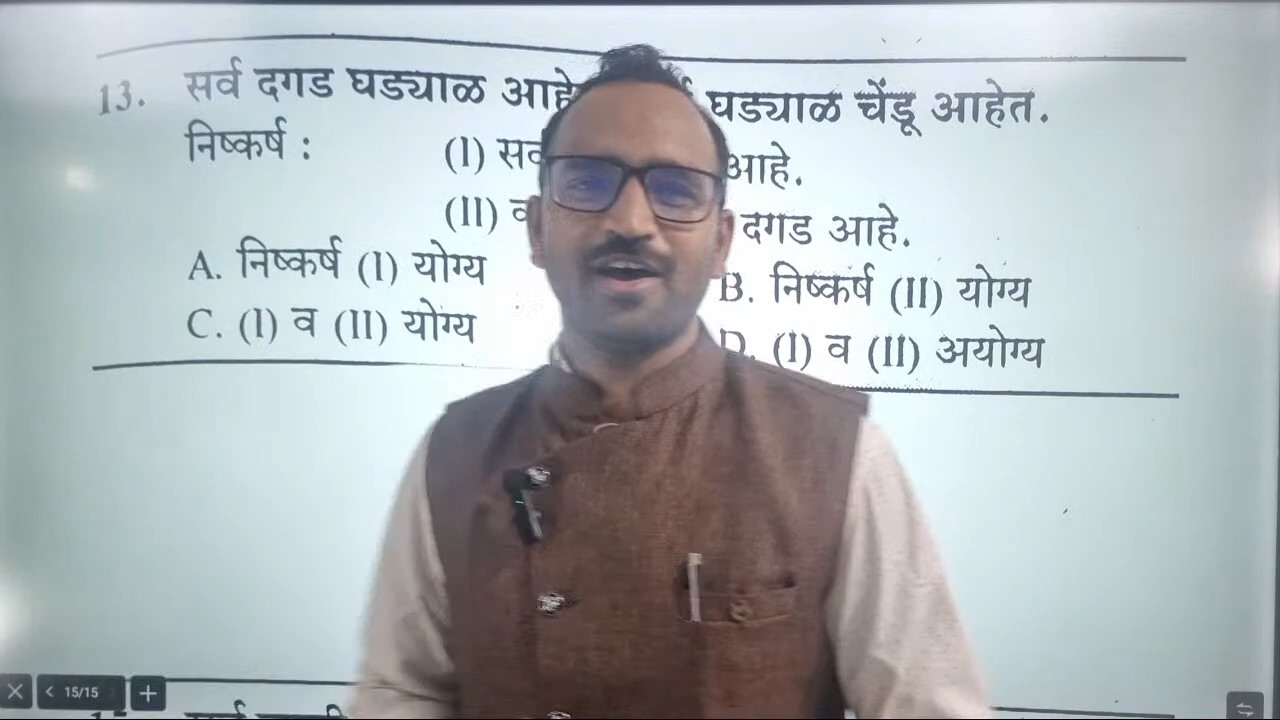 13. सर्व दगड घड्याळ आहे घड्याळ चेंडू आहेत.
निष्कर्ष : (I) आहे.
(II) दगड आहे.
A. निष्कर्ष (I) योग्य B. निष्कर्ष (II) योग्य
C. (I) व (II) योग्य D. (I) व (II) अयोग्य
15/15